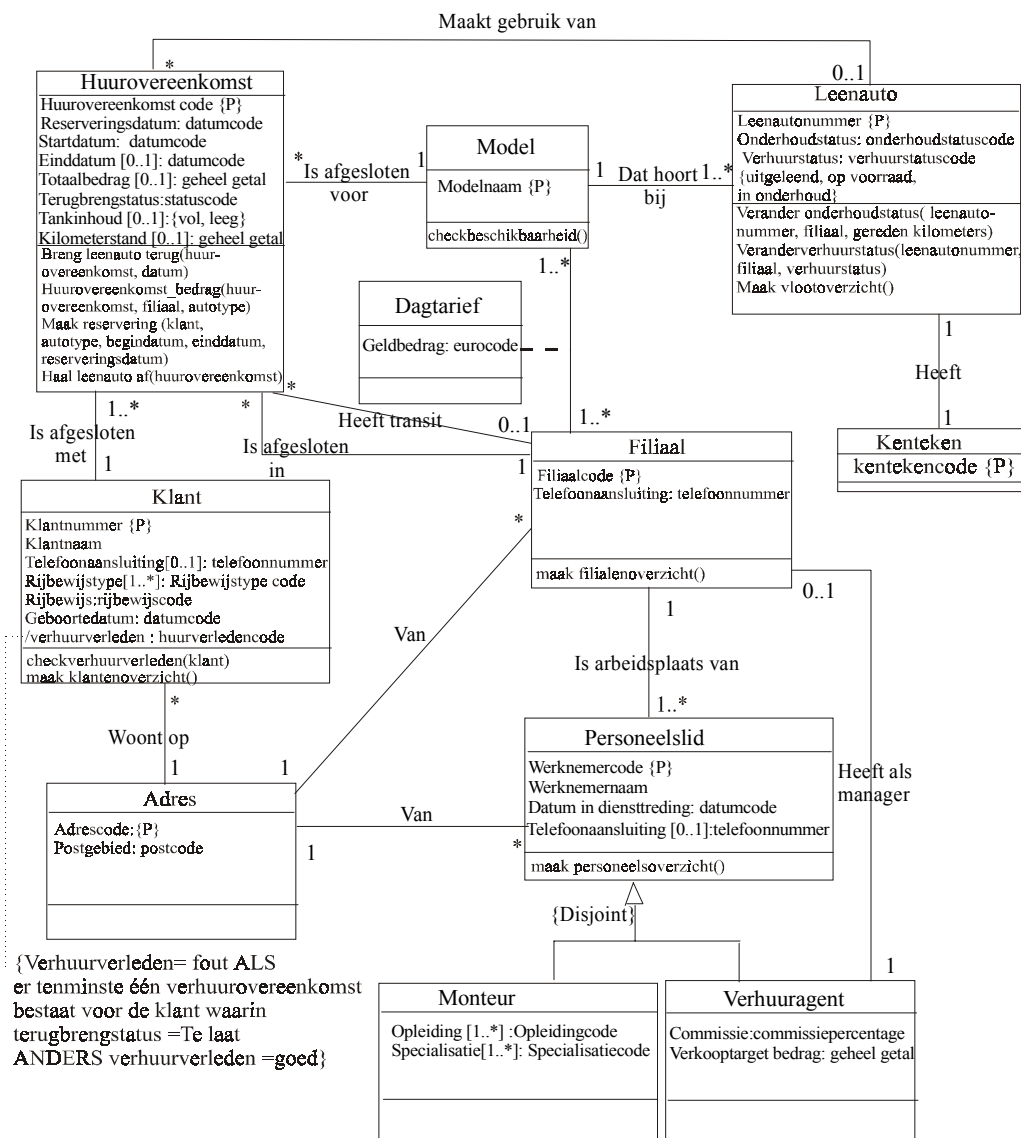 Maakt gebruik van
*
0..1
Huurovereenkomst
Huurovereenkomst code {P}
Reserveringsdatum: datumcode
Startdatum: datumcode
Einddatum [0..1]: datumcode
Totaalbedrag [0..1]: geheel getal
Terugbrengstatus:statuscode
Tankinhoud [0..1]:{vol, leeg}
Kilometerstand [0..1]: geheel getal
Breng leenauto terug(huur-
overeenkomst, datum)
Huurovereenkomst_bedrag(huur-
overeenkomst, filiaal, autotype)
Maak reservering (klant,
autotype, begindatum, einddatum,
reserveringsdatum)
Haal leenauto af(huurovereenkomst)
*
Is afgesloten
voor
1
Model
Modelnaam {P}
checkbeschikbaarheid()
1
Dat hoort
bij
1..*
Leenauto
Leenautonummer {P}
Onderhoudstatus: onderhoudstatuscode
Verhuurstatus: verhuurstatuscode
{uitgeleend, op voorraad,
in onderhoud}
Verander onderhoudstatus( leenauto-
nummer, filiaal, gereden kilometers)
Veranderverhuurstatus(leenautonummer,
filiaal, verhuurstatus)
Maak vlootoverzicht()
1..*
Dagtarief
Geldbedrag: eurocode
1
Heeft
1
Kenteken
kentekencode {P}
1..*
Is afgesloten
met
1
*
Is afgesloten
in
1
*
Heeft transit
0..1
1..*
Filiaal
Filiaalcode {P}
Telefoonaansluiting: telefoonnummer
maak filialenoverzicht()
Klant
Klantnummer {P}
Klantnaam
Telefoonaansluiting[0..1]: telefoonnummer
Rijbewijstype[1..*]: Rijbewijstype code
Rijbewijs:rijbewijscode
Geboortedatum: datumcode
/verhuurverleden : huurverledencode
checkverhuurverleden(klant)
maak klantenoverzicht()
*
Van
1
0..1
1
Is arbeidsplaats van
1..*
*
Woont op
1
Adres
Adrescode:{P}
Postgebied: postcode
Van
1
*
Personeelslid
Werknemercode {P}
Werknemernaam
Datum in diensttreding: datumcode
Telefoonaansluiting [0..1]:telefoonnummer
maak personeelsoverzicht()
Heeft als
manager
1
{Disjoint}
{Verhuurverleden= fout ALS
er tenminste één verhuurovereenkomst
bestaat voor de klant waarin
terugbrengstatus =Te laat
ANDERS verhuurverleden =goed}
Monteur
Opleiding [1..*] :Opleidingcode
Specialisatie[1..*]: Specialisatiecode
Verhuuragent
Commissie:commissiepercentage
Verkooptarget bedrag: geheel getal